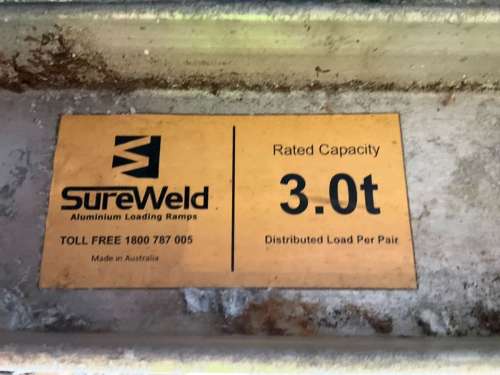 SureWeld
Aluminium Loading Ramps
TOLL FREE 1800 787 005
Made in Australia
Rated Capacity
3.0t
Distributed Load Per Pair